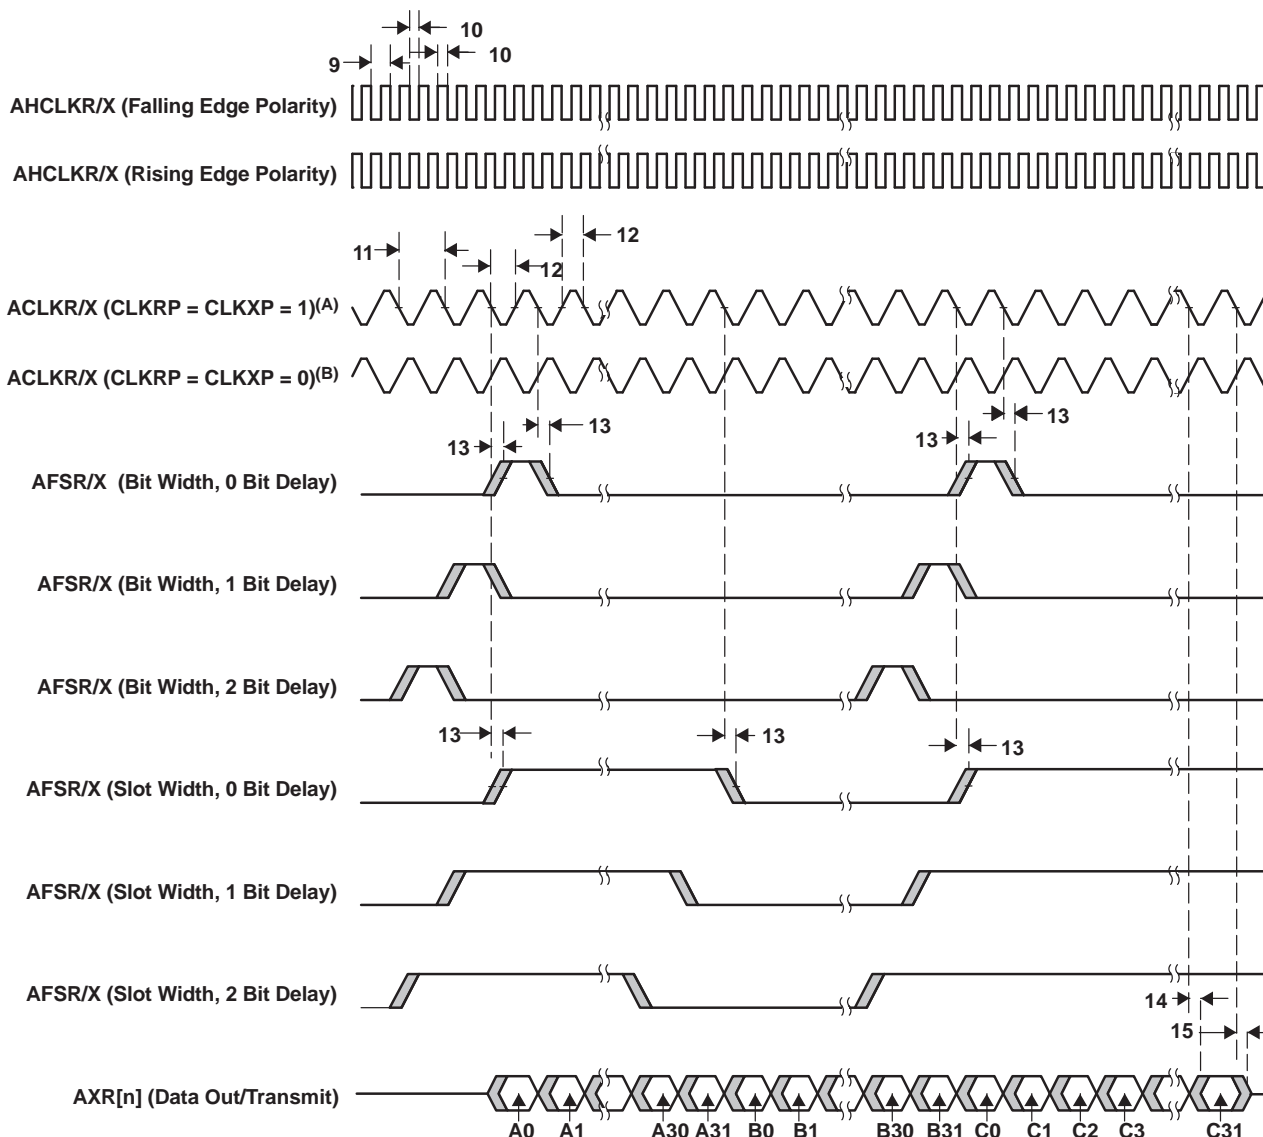 10
10
9
AHCLKR/X (Falling Edge Polarity)
AHCLKR/X (Rising Edge Polarity)
12
11
12
ACLKR/X (CLKRP = CLKXP = 1)(A)
ACLKR/X (CLKRP = CLKXP = 0)(B)
13
13
13
13
AFSR/X (Bit Width, 0 Bit Delay)
AFSR/X (Bit Width, 1 Bit Delay)
AFSR/X (Bit Width, 2 Bit Delay)
13
13
13
AFSR/X (Slot Width, 0 Bit Delay)
AFSR/X (Slot Width, 1 Bit Delay)
AFSR/X (Slot Width, 2 Bit Delay)
14
15
AXR[n] (Data Out/Transmit)
A0 A1 A30 A31 B0 B1 B30 B31 C0 C1 C2 C3 C31